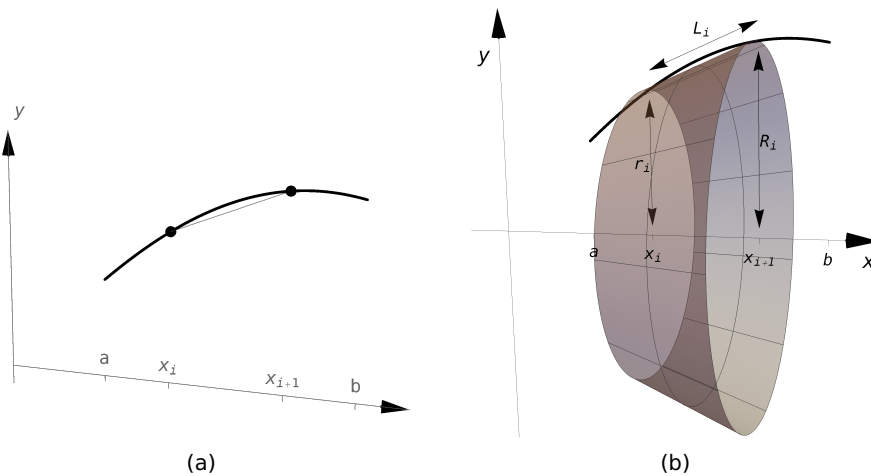 y
a
x_i
x_{i+1}
b
(a)
y
L_i
R_i
r_i
a
x_i
x_{i+1}
b
x
(b)